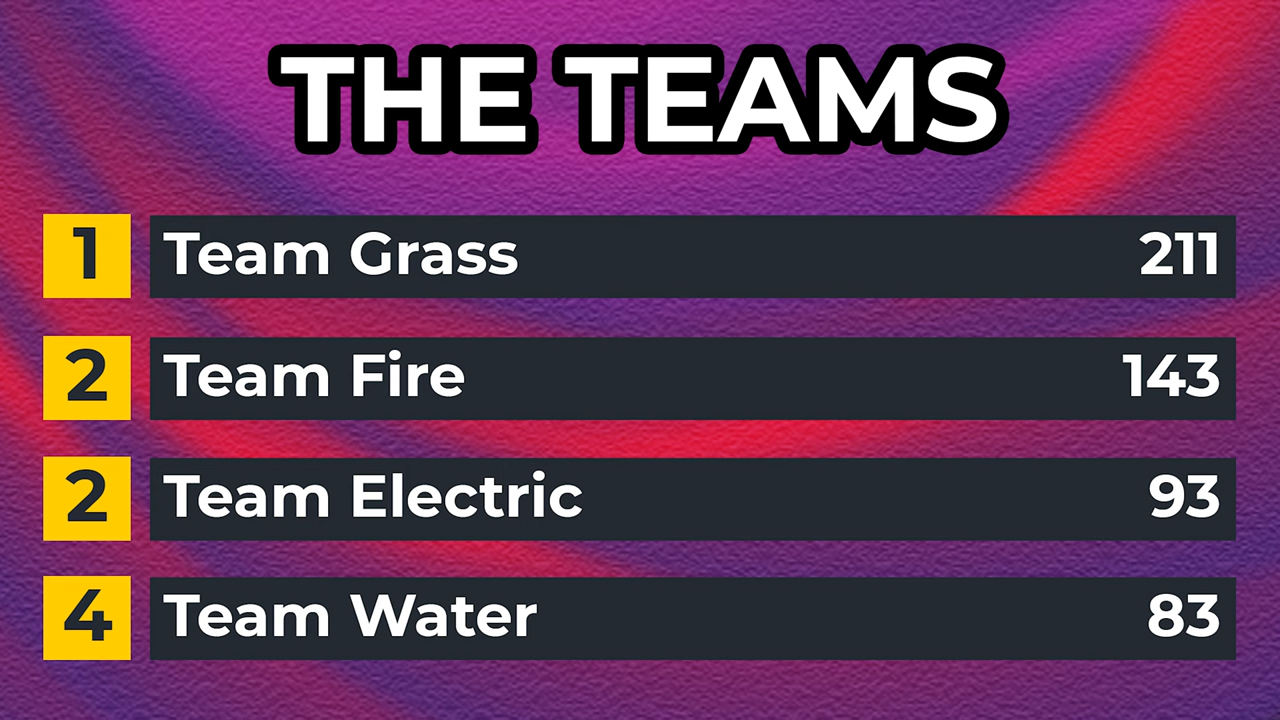 THE TEAMS
1 Team Grass 211
2 Team Fire 143
2 Team Electric 93
4 Team Water 83